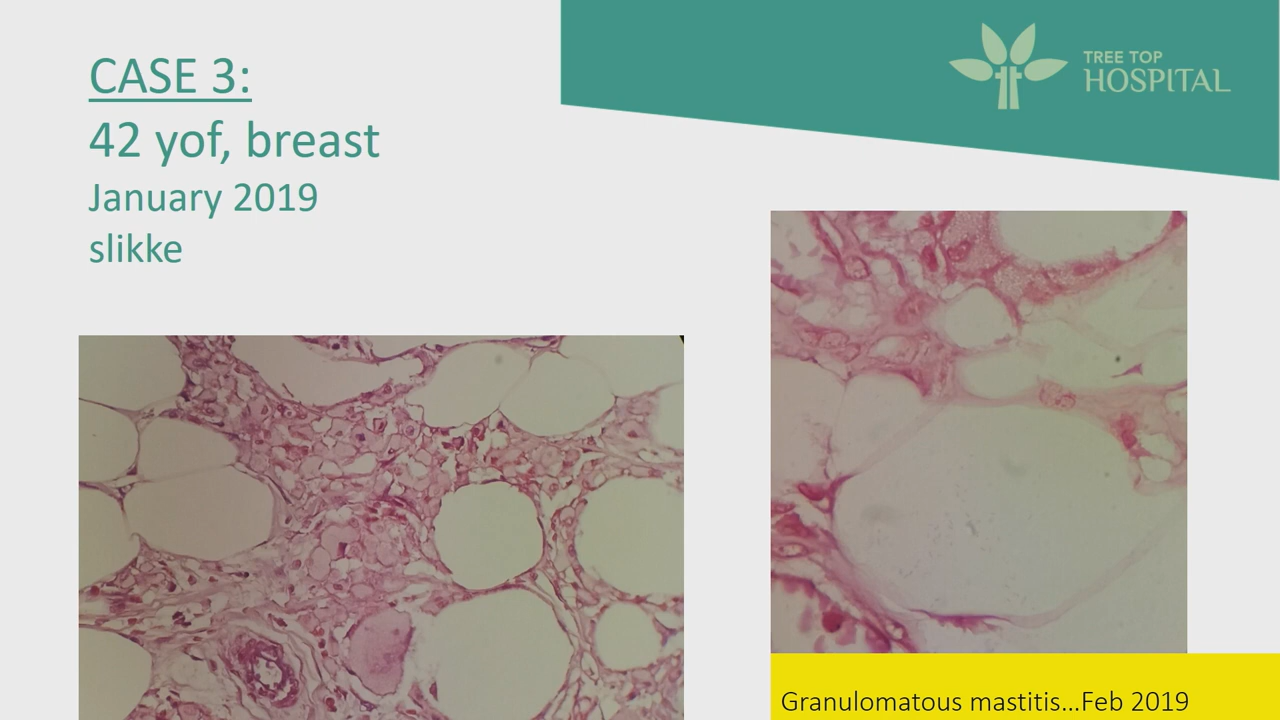 CASE 3:
42 yof, breast
January 2019
slikke
TREE TOP
HOSPITAL
Granulomatous mastitis...Feb 2019